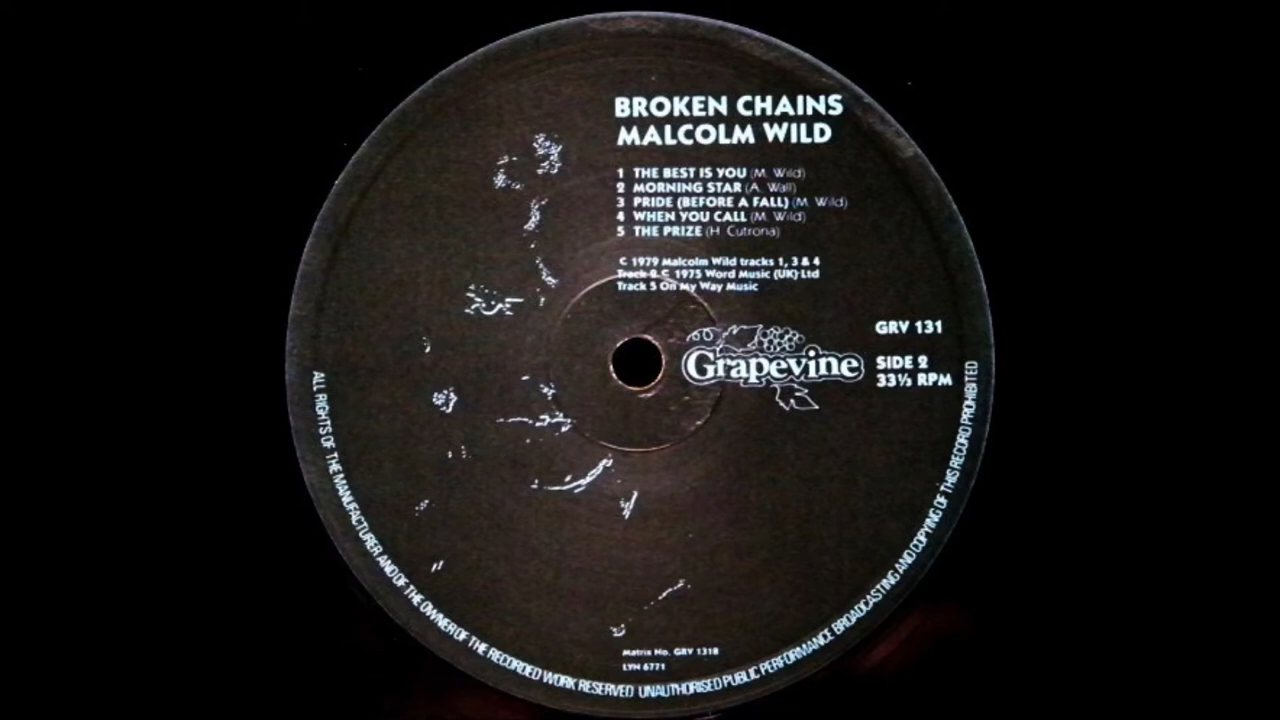 BROKEN CHAINS
MALCOLM WILD
1 THE BEST IS YOU (M. Wild)
2 MORNING STAR (A. Wall)
3 PRIDE (BEFORE A FALL) (M. Wild)
4 WHEN YOU CALL (M. Wild)
5 THE PRIZE (H. Cutrona)
C 1979 Malcolm Wild tracks 1, 3 & 4
Track 2 C 1975 Word Music (UK) Ltd
Track 5 On My Way Music
GRV 131
Grapevine
SIDE 2
33⅓ RPM
Matrix No. GRV 131B
LYN 6771
ALL RIGHTS OF THE MANUFACTURER AND OF THE OWNER OF THE RECORDED WORK RESERVED UNAUTHORISED PUBLIC PERFORMANCE BROADCASTING AND COPYING OF THIS RECORD PROHIBITED